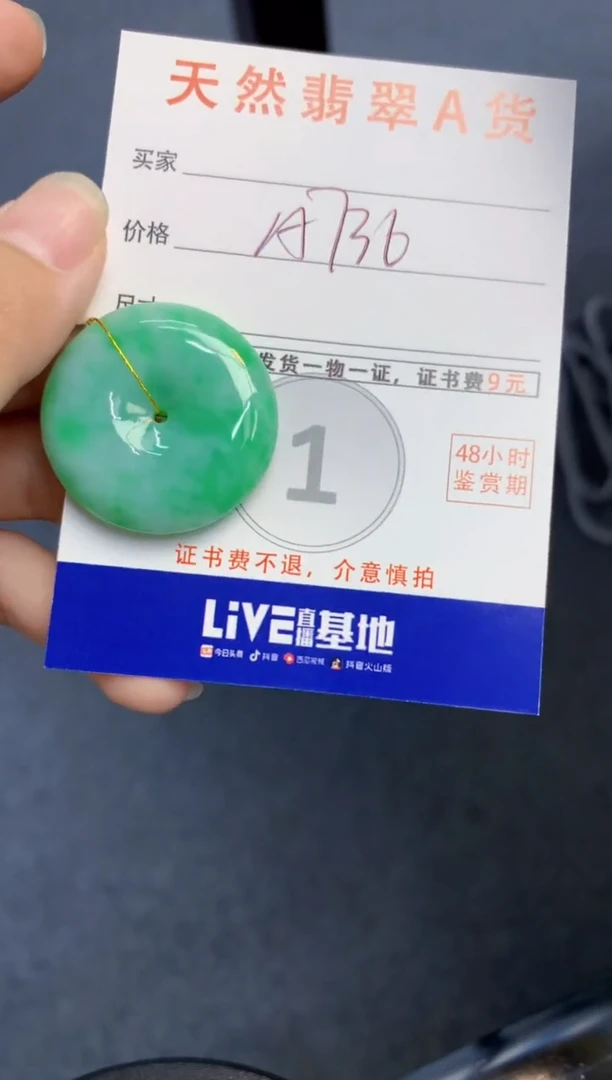 天然翡翠A货
买家
价格 A736
尺寸
发货一物一证，证书费9元
1
48小时
鉴赏期
证书费不退，介意慎拍
LiVE直播基地
今日头条 抖音 西瓜视频 抖音火山版